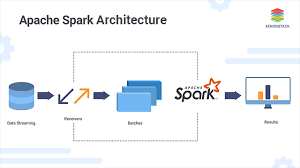 Apache Spark Architecture
XENONSTACK
APACHE
Spark
Data Streaming
Receivers
Batches
Results